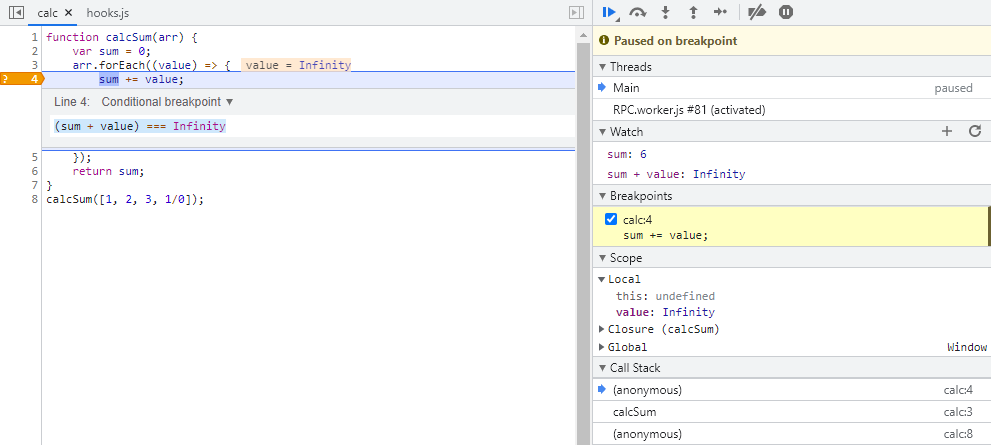 calc ✕ hooks.js
1 function calcSum(arr) {
2 var sum = 0;
3 arr.forEach((value) => { value = Infinity
? 4 sum += value;
Line 4: Conditional breakpoint ▼
(sum + value) === Infinity
5 });
6 return sum;
7 }
8 calcSum([1, 2, 3, 1/0]);
Paused on breakpoint
Threads
Main paused
RPC.worker.js #81 (activated)
Watch
sum: 6
sum + value: Infinity
Breakpoints
calc:4
sum += value;
Scope
Local
this: undefined
value: Infinity
Closure (calcSum)
Global Window
Call Stack
(anonymous) calc:4
calcSum calc:3
(anonymous) calc:8